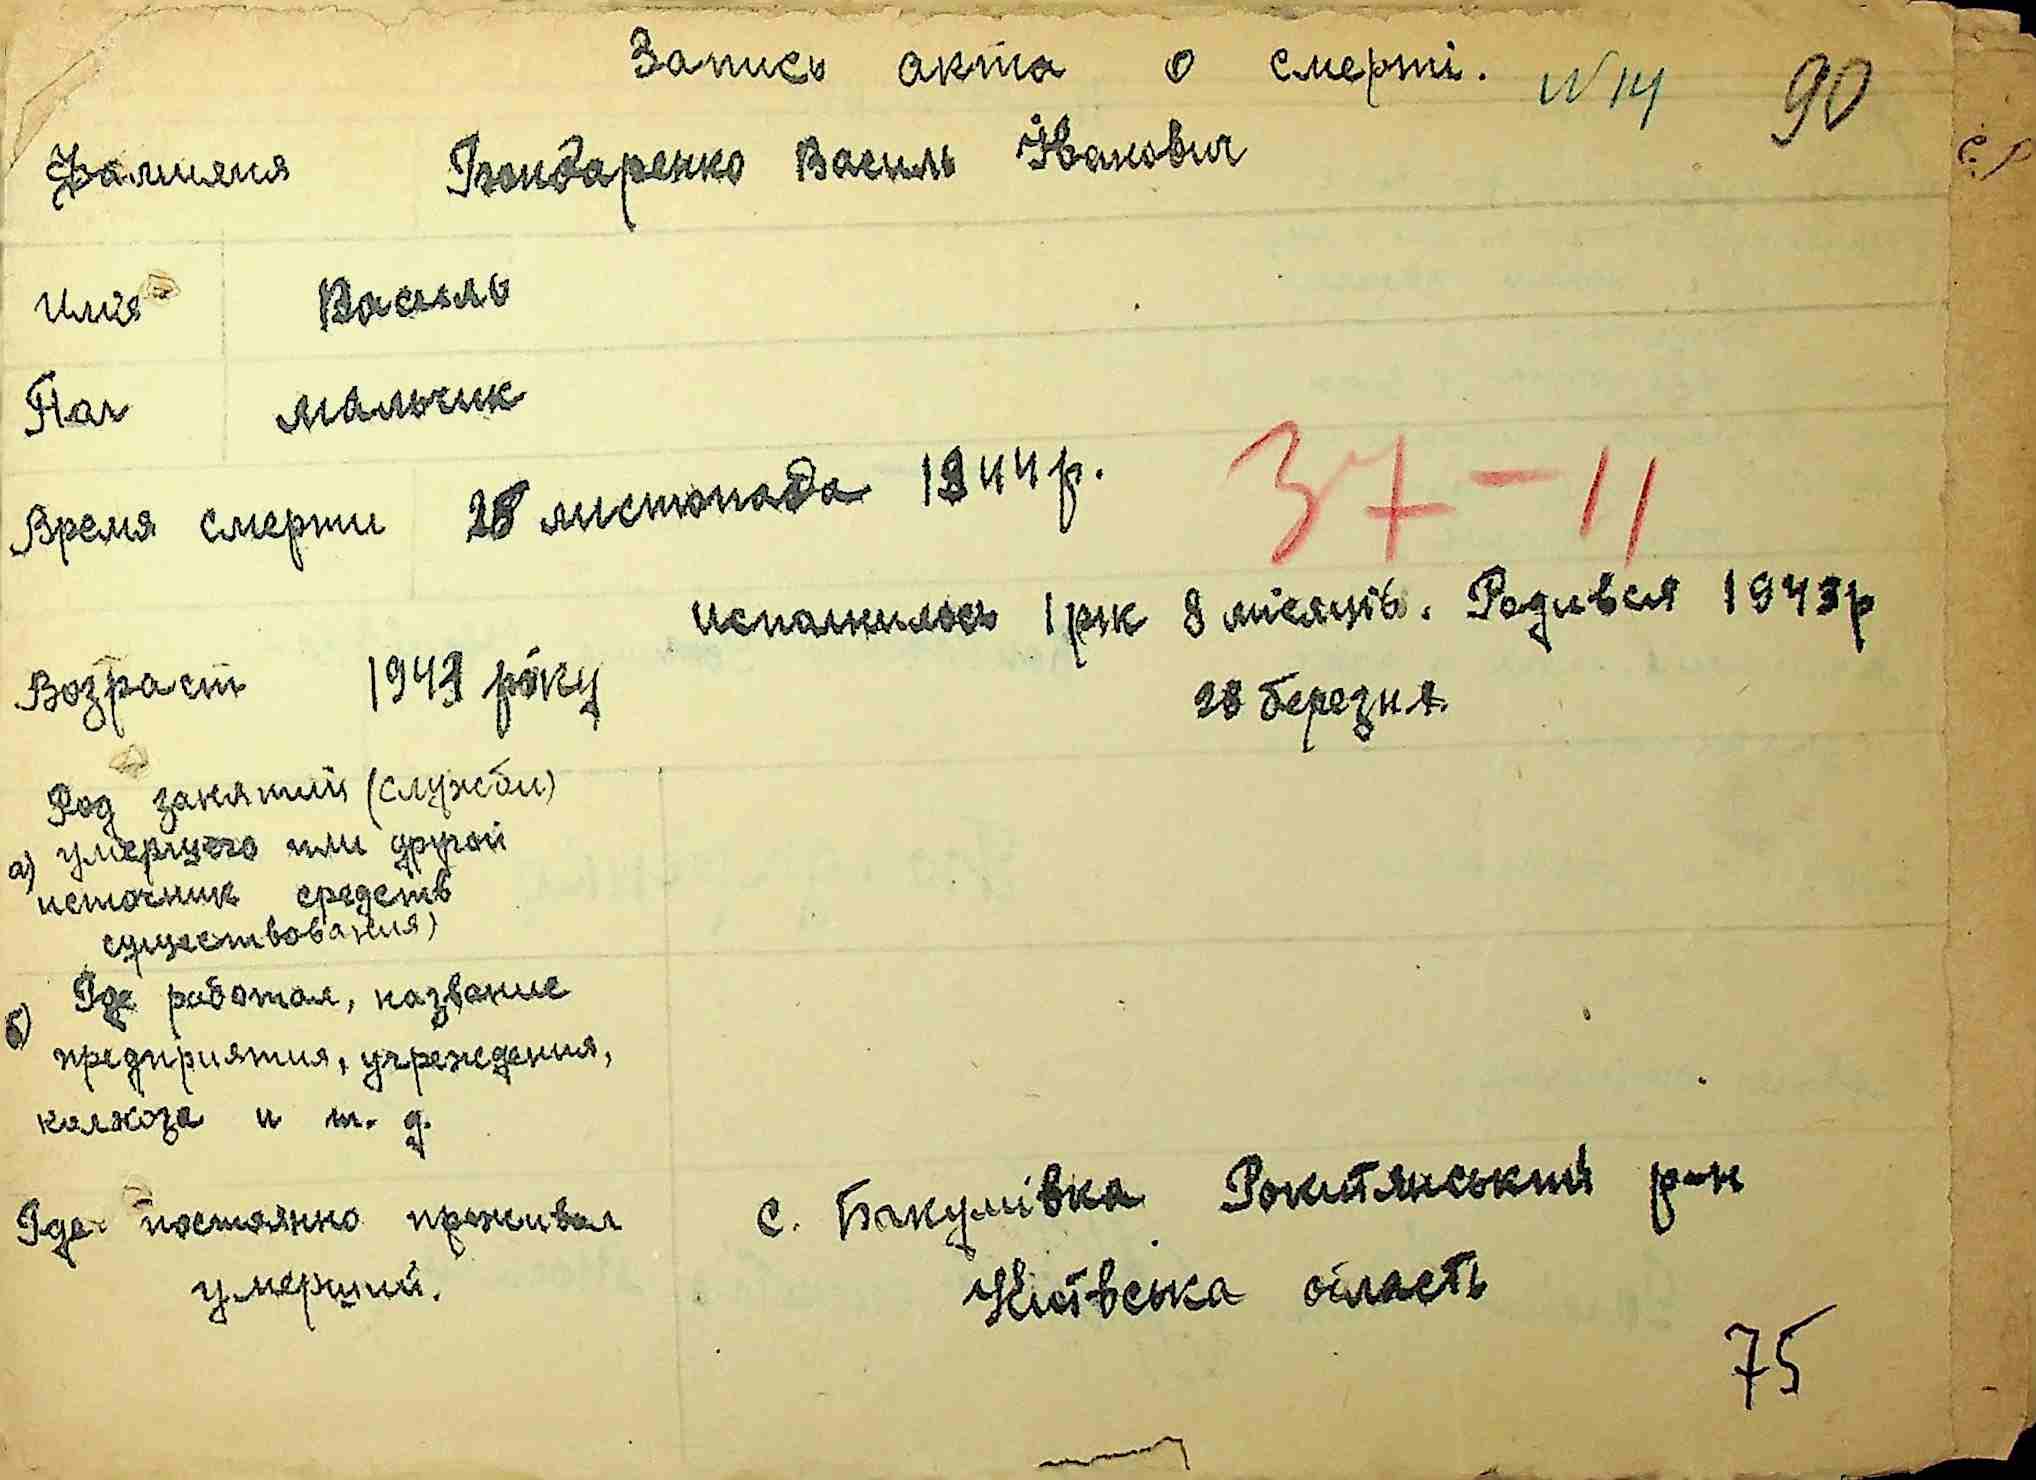 Запись акта о смерті. N 14 90
Фамилия Бондаренко Василь Іванович
Имя Василь
Пол мальчик
Время смерти 28 листопада 1944 р.
37-11
исполнилось 1 рік 8 місяців. Родився 1943 р
Возраст 1943 року 28 березня.
Род занятий (службы)
а) умершего или другой
источник средств
существования)
б) Где работал, название
предприятия, учреждения,
колхоза и т. д.
Где постоянно проживал с. Бакумівка Рокитянський р-н
умерший. Київська область
75